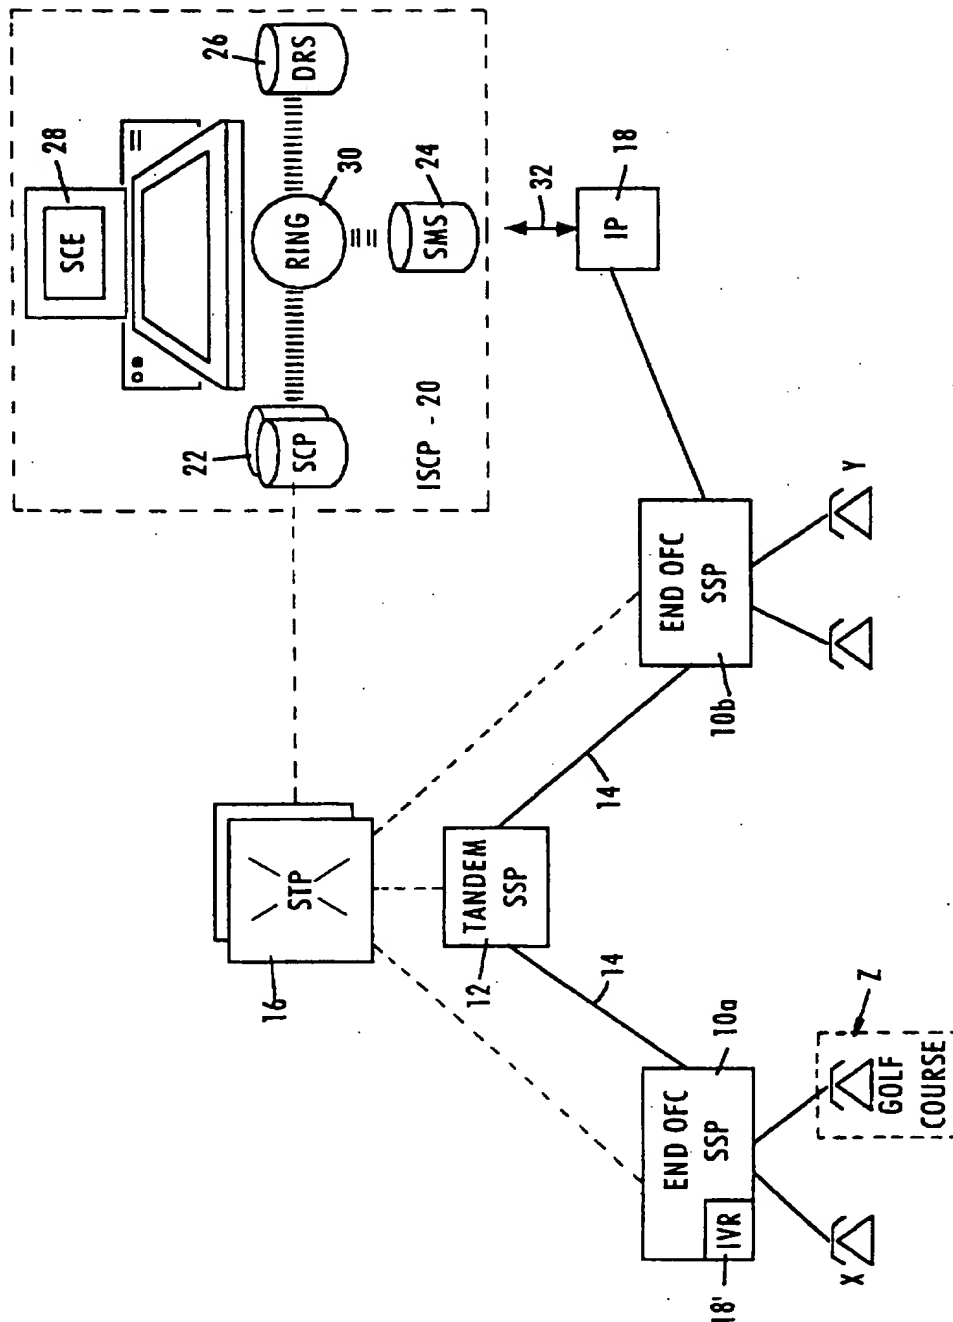 28
SCE
26
DRS
RING
30
22
SCP
SMS
24
ISCP - 20
32
IP
18
STP
16
TANDEM
SSP
12
14
14
END OFC
SSP
10b
Y
END OFC
SSP
10a
IVR
18'
X
Z
GOLF
COURSE